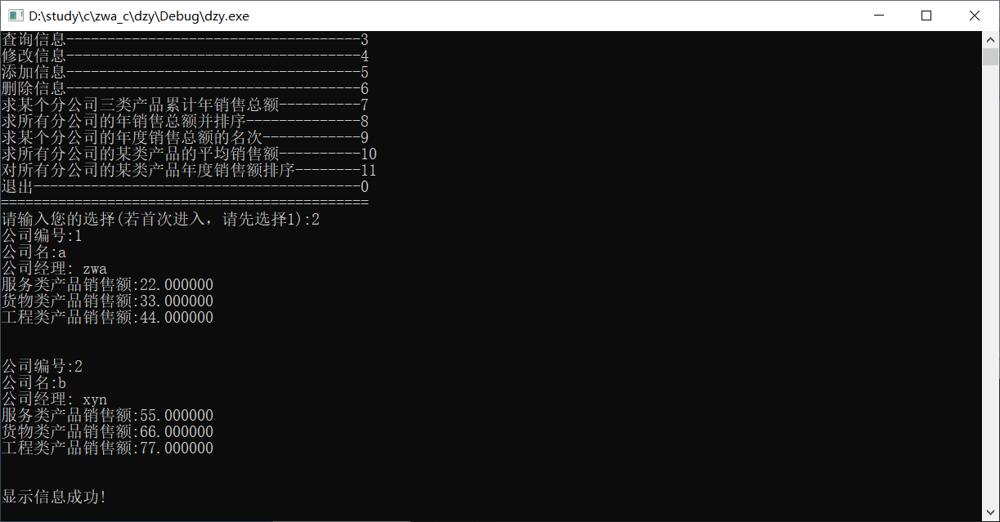 D:\study\c\zwa_c\dzy\Debug\dzy.exe
查询信息------------------------------------3
修改信息------------------------------------4
添加信息------------------------------------5
删除信息------------------------------------6
求某个分公司三类产品累计年销售总额----------7
求所有分公司的年销售总额并排序--------------8
求某个分公司的年度销售总额的名次------------9
求所有分公司的某类产品的平均销售额----------10
对所有分公司的某类产品年度销售额排序--------11
退出----------------------------------------0
=============================================
请输入您的选择(若首次进入，请先选择1):2
公司编号:1
公司名:a
公司经理: zwa
服务类产品销售额:22.000000
货物类产品销售额:33.000000
工程类产品销售额:44.000000
公司编号:2
公司名:b
公司经理: xyn
服务类产品销售额:55.000000
货物类产品销售额:66.000000
工程类产品销售额:77.000000
显示信息成功!